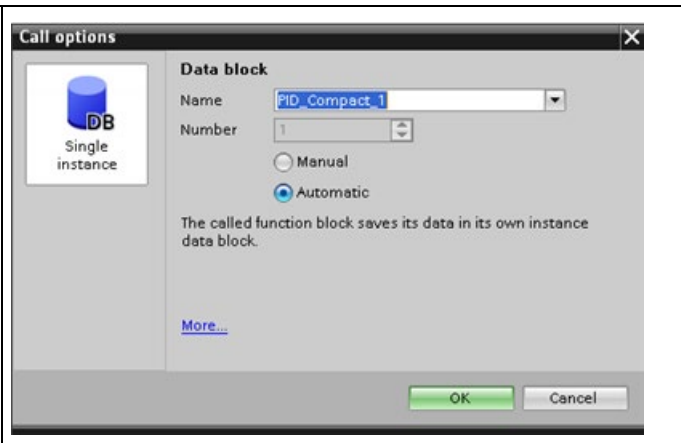 Call options
Data block
Name PID_Compact_1
Number 1
Manual
Automatic
DB
Single
instance
The called function block saves its data in its own instance
data block.
More...
OK Cancel